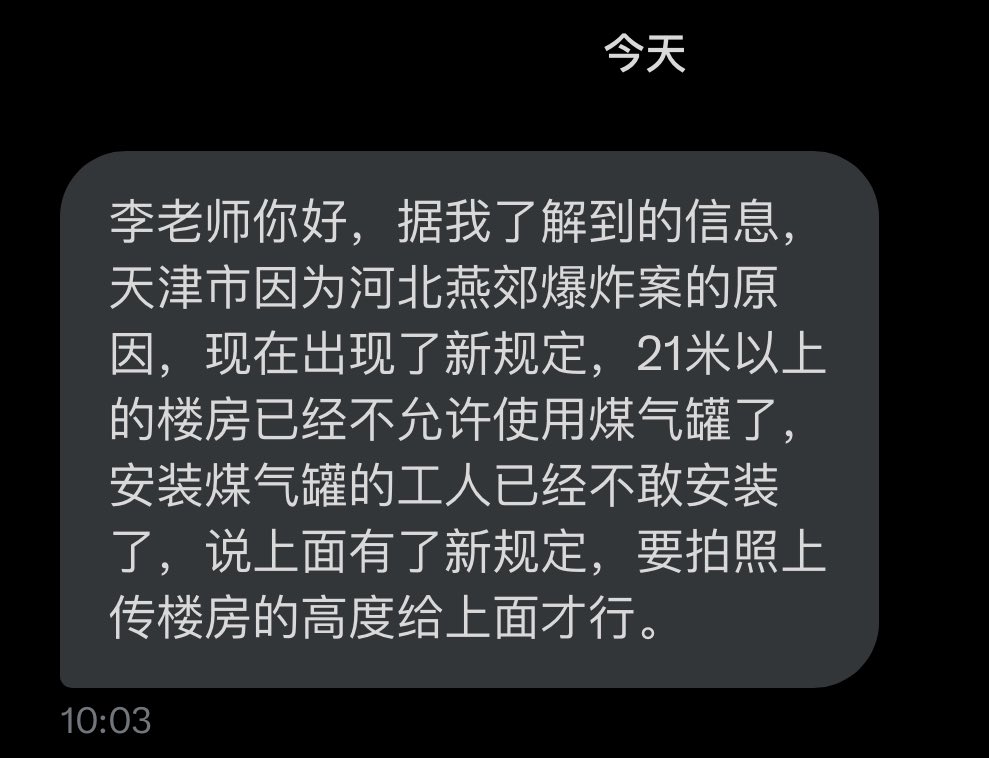 今天
李老师你好，据我了解到的信息，
天津市因为河北燕郊爆炸案的原
因，现在出现了新规定，21米以上
的楼房已经不允许使用煤气罐了，
安装煤气罐的工人已经不敢安装
了，说上面有了新规定，要拍照上
传楼房的高度给上面才行。
10:03